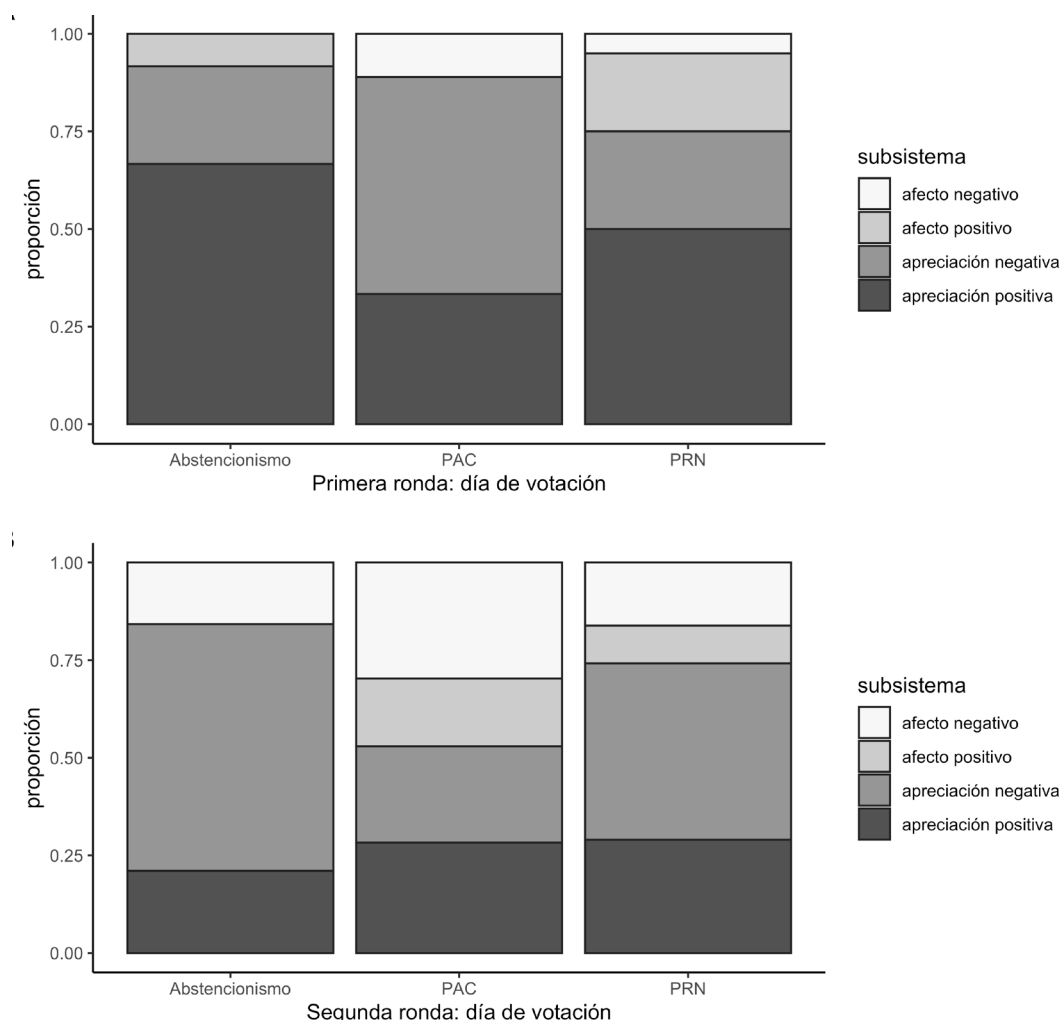 1.00
0.75
0.50
0.25
0.00
proporción
Abstencionismo
PAC
PRN
Primera ronda: día de votación
subsistema
afecto negativo
afecto positivo
apreciación negativa
apreciación positiva
1.00
0.75
0.50
0.25
0.00
proporción
Abstencionismo
PAC
PRN
Segunda ronda: día de votación
subsistema
afecto negativo
afecto positivo
apreciación negativa
apreciación positiva